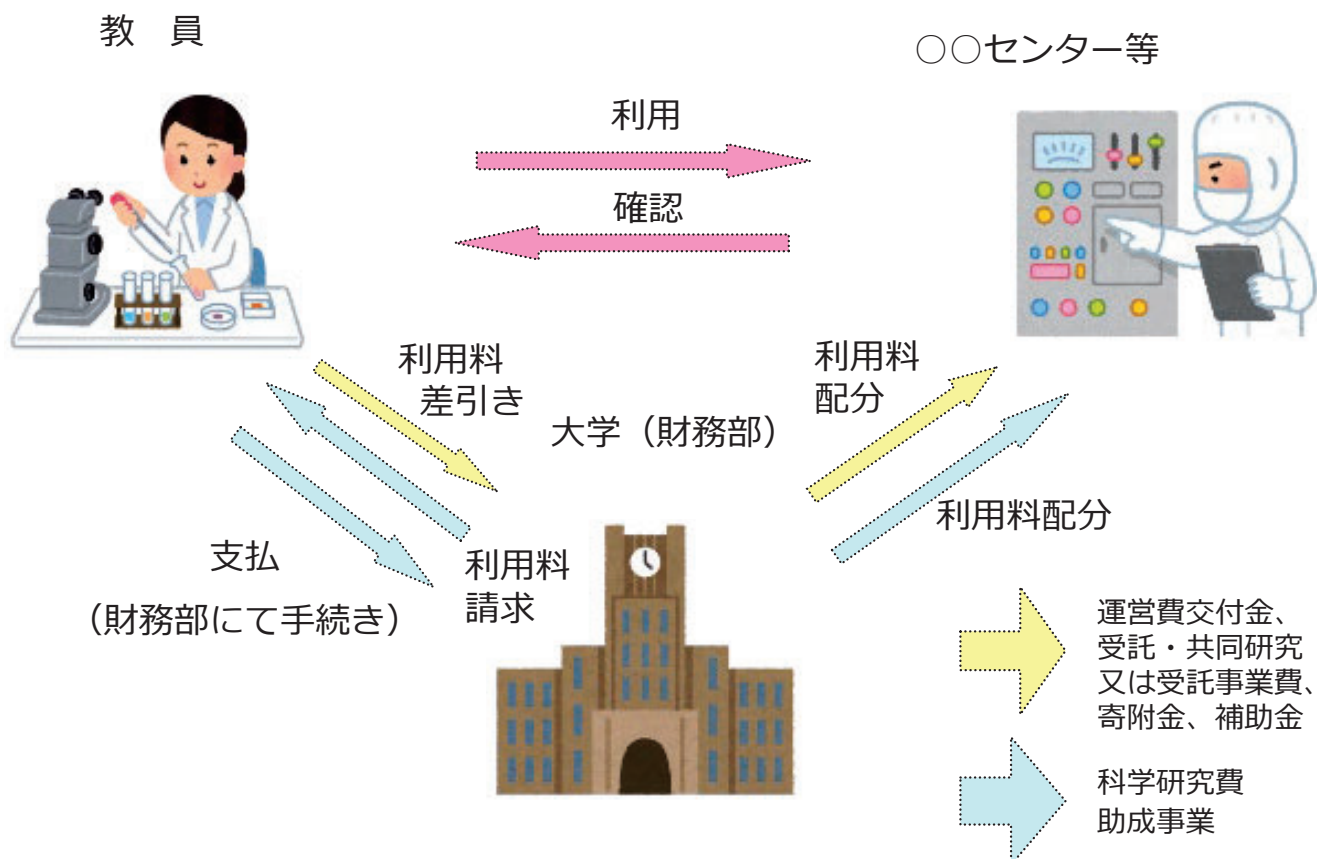 教　員
○○センター等
利用
確認
利用料
差引き
利用料
配分
大学（財務部）
利用料配分
支払
（財務部にて手続き）
利用料
請求
運営費交付金、
受託・共同研究
又は受託事業費、
寄附金、補助金
科学研究費
助成事業